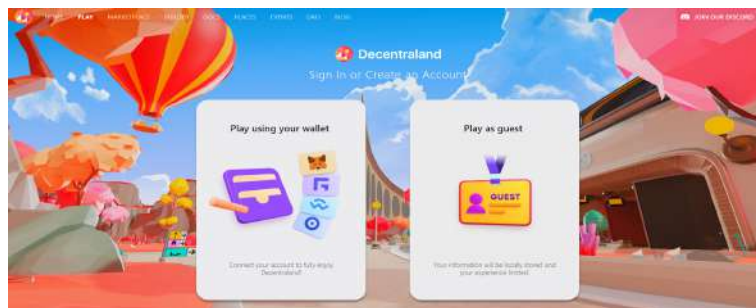 HOME PLAY MARKETPLACE BUILDER DOCS PLACES EVENTS DAO BLOG
JOIN OUR DISCORD
Decentraland
Sign In or Create an Account
Play using your wallet
Play as guest
GUEST
Connect your account to fully enjoy
Decentraland!
Your information will be locally stored and
your experience limited